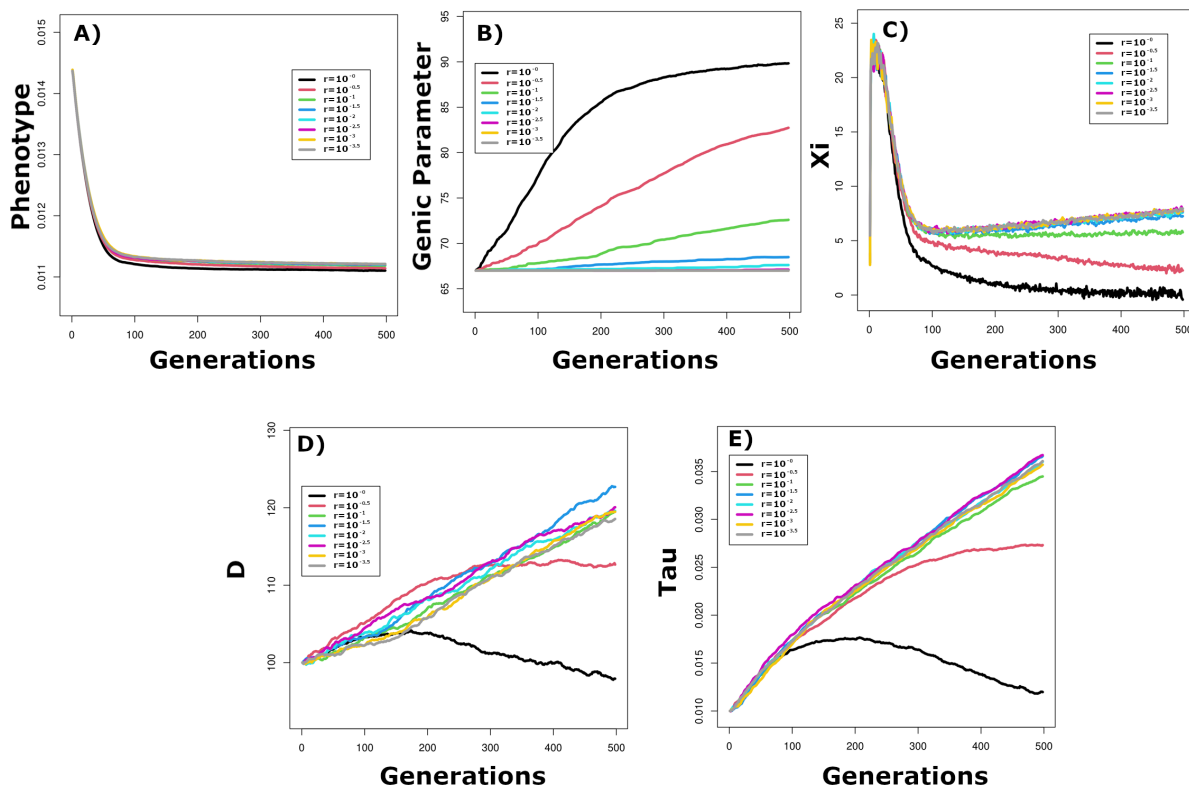 A)
Phenotype
0.015
0.014
0.013
0.012
0.011
r=10^-0
r=10^-0.5
r=10^-1
r=10^-1.5
r=10^-2
r=10^-2.5
r=10^-3
r=10^-3.5
0 100 200 300 400 500
Generations
B)
Genic Parameter
90
85
80
75
70
65
r=10^-0
r=10^-0.5
r=10^-1
r=10^-1.5
r=10^-2
r=10^-2.5
r=10^-3
r=10^-3.5
0 100 200 300 400 500
Generations
C)
Xi
25
20
15
10
5
0
r=10^-0
r=10^-0.5
r=10^-1
r=10^-1.5
r=10^-2
r=10^-2.5
r=10^-3
r=10^-3.5
0 100 200 300 400 500
Generations
D)
D
130
120
110
100
r=10^-0
r=10^-0.5
r=10^-1
r=10^-1.5
r=10^-2
r=10^-2.5
r=10^-3
r=10^-3.5
0 100 200 300 400 500
Generations
E)
Tau
0.035
0.030
0.025
0.020
0.015
0.010
r=10^-0
r=10^-0.5
r=10^-1
r=10^-1.5
r=10^-2
r=10^-2.5
r=10^-3
r=10^-3.5
0 100 200 300 400 500
Generations